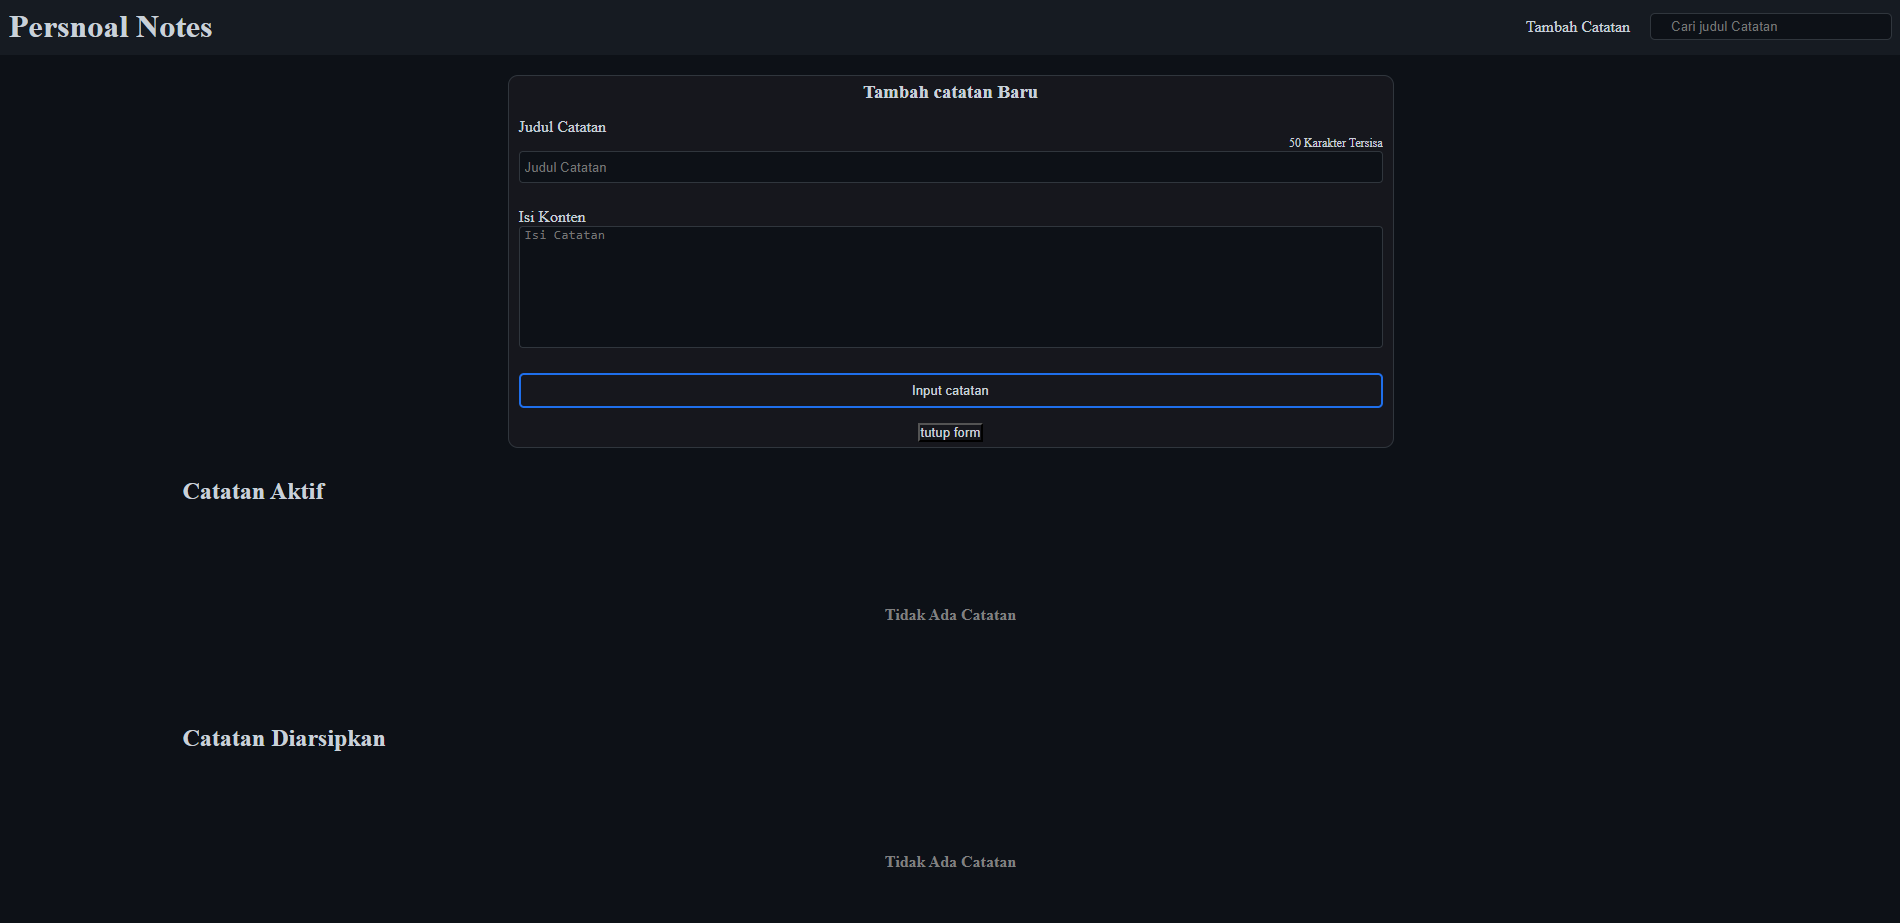 Persnoal Notes
Tambah Catatan
Cari judul Catatan
Tambah catatan Baru
Judul Catatan
50 Karakter Tersisa
Judul Catatan
Isi Konten
Isi Catatan
Input catatan
tutup form
Catatan Aktif
Tidak Ada Catatan
Catatan Diarsipkan
Tidak Ada Catatan